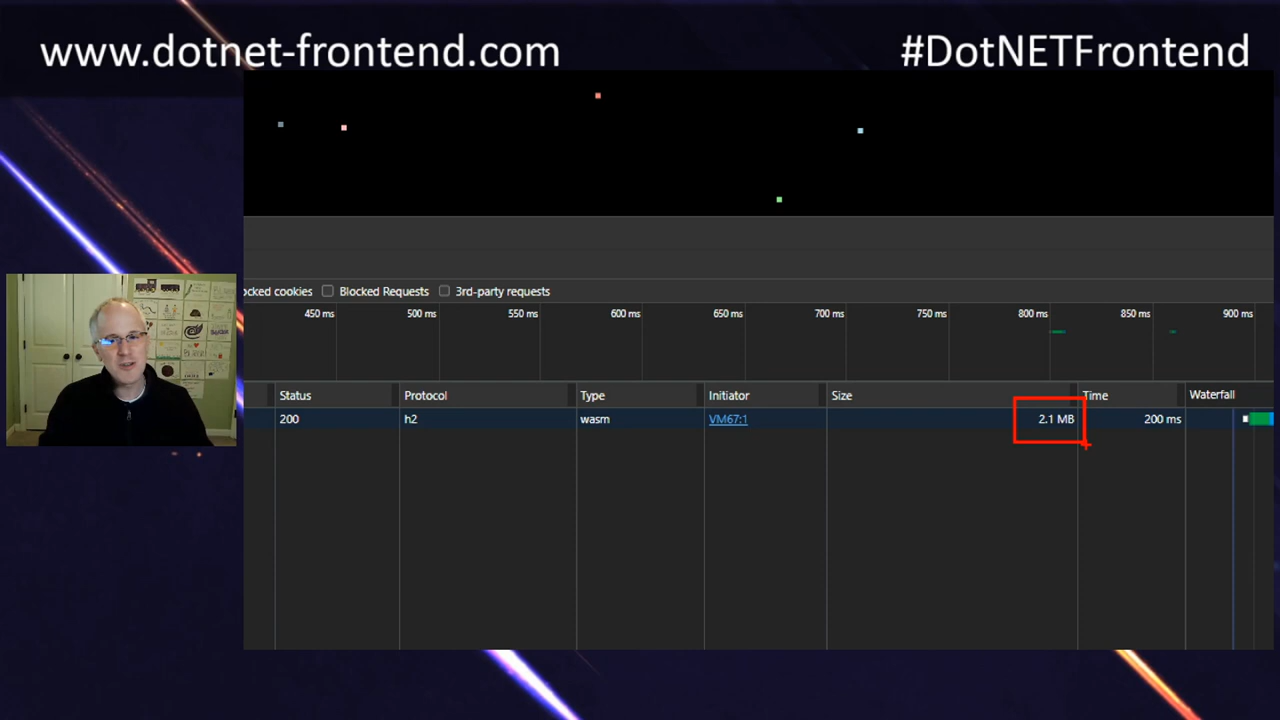 www.dotnet-frontend.com
#DotNETFrontend
ocked cookies Blocked Requests 3rd-party requests
450 ms 500 ms 550 ms 600 ms 650 ms 700 ms 750 ms 800 ms 850 ms 900 ms
Status Protocol Type Initiator Size Time Waterfall
200 h2 wasm VM67:1 2.1 MB 200 ms